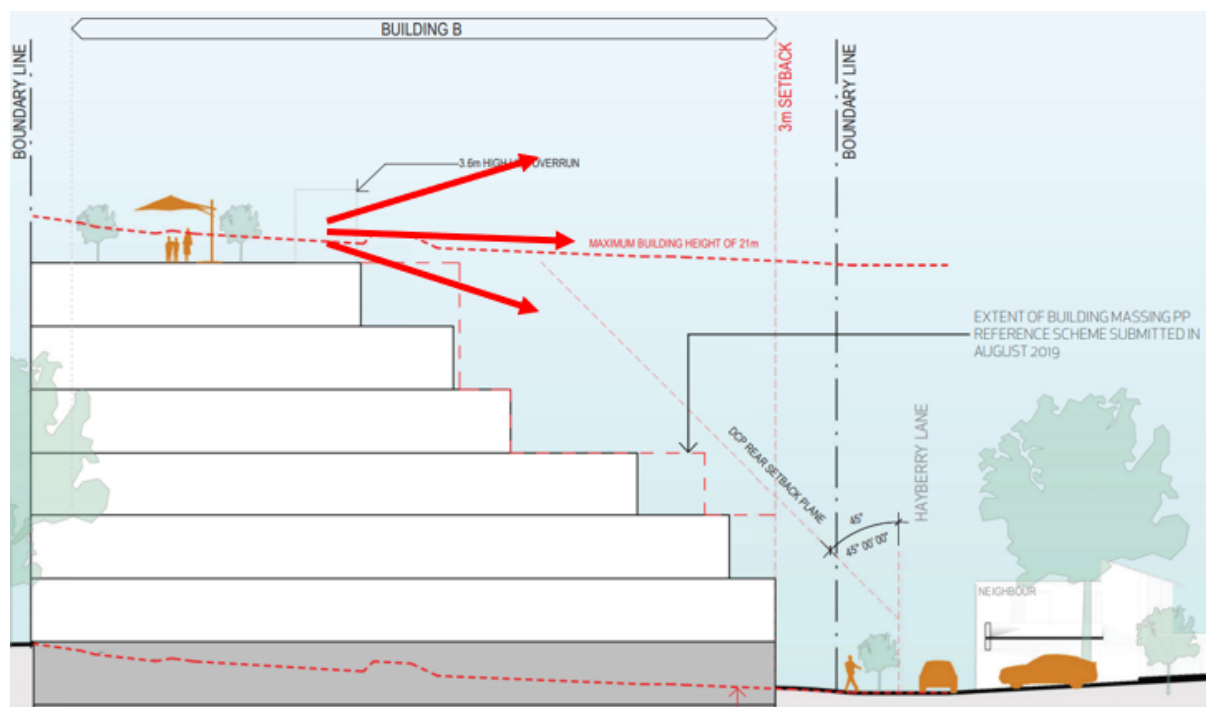 BUILDING B
BOUNDARY LINE
3m SETBACK
BOUNDARY LINE
3.6m HIGH OVERRUN
MAXIMUM BUILDING HEIGHT OF 21m
EXTENT OF BUILDING MASSING PP
REFERENCE SCHEME SUBMITTED IN
AUGUST 2019
DCP REAR SETBACK PLANE
HAYBERRY LANE
45°
45° 00' 00"
NEIGHBOUR